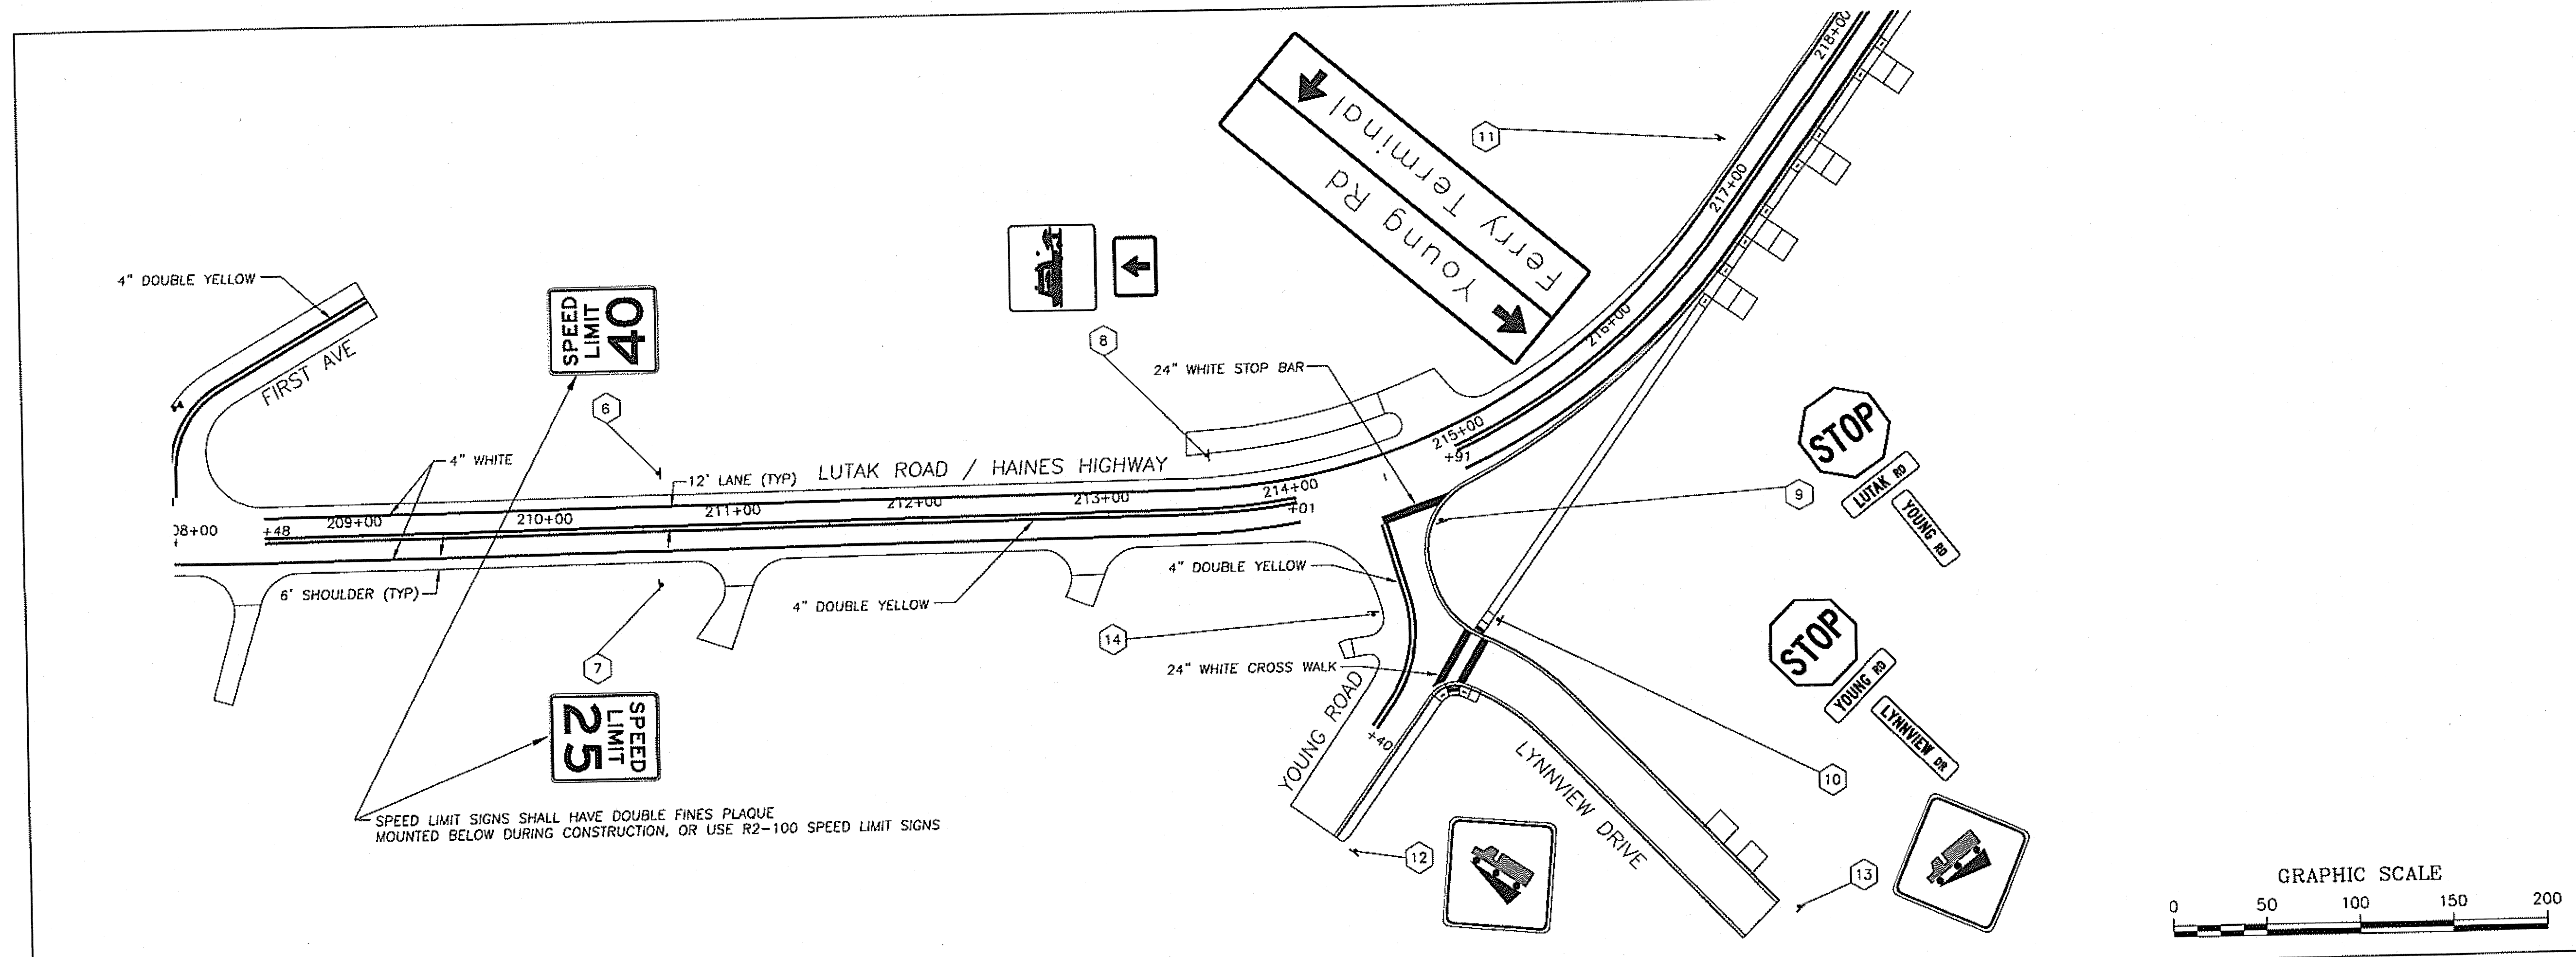 218+00
Ferry Terminal
Young Rd
11
217+00
4" DOUBLE YELLOW
FIRST AVE
SPEED
LIMIT
40
6
8
24" WHITE STOP BAR
216+00
STOP
LUTAK RD
YOUNG RD
4" WHITE
12' LANE (TYP)
LUTAK ROAD / HAINES HIGHWAY
215+00
+91
9
08+00
+48
209+00
210+00
211+00
212+00
213+00
214+00
+01
6' SHOULDER (TYP)
4" DOUBLE YELLOW
4" DOUBLE YELLOW
14
7
24" WHITE CROSS WALK
STOP
YOUNG RD
LYNNVIEW DR
SPEED
LIMIT
25
YOUNG ROAD
+40
LYNNVIEW DRIVE
10
SPEED LIMIT SIGNS SHALL HAVE DOUBLE FINES PLAQUE
MOUNTED BELOW DURING CONSTRUCTION, OR USE R2-100 SPEED LIMIT SIGNS
12
13
GRAPHIC SCALE
0 50 100 150 200